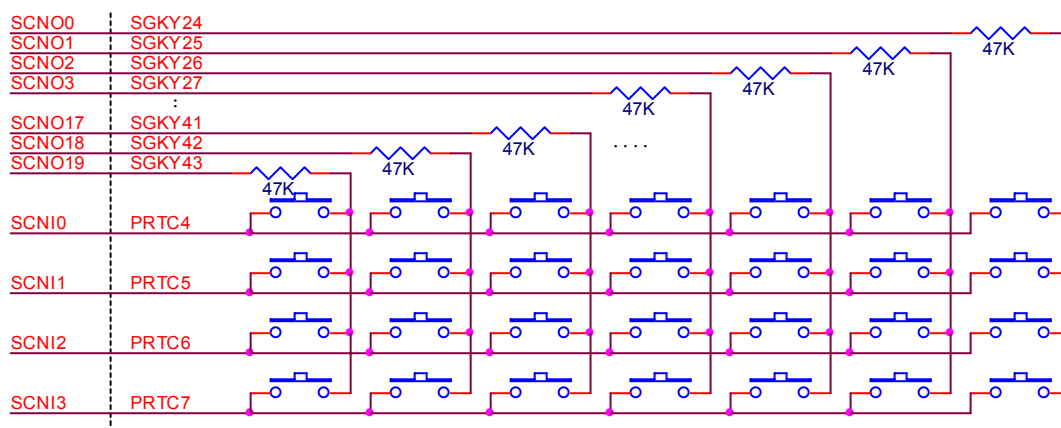 SCNO0 SGKY24
47K
SCNO1 SGKY25
47K
SCNO2 SGKY26
47K
SCNO3 SGKY27
47K
:
SCNO17 SGKY41
47K
....
SCNO18 SGKY42
47K
SCNO19 SGKY43
47K
SCNI0 PRTC4
SCNI1 PRTC5
SCNI2 PRTC6
SCNI3 PRTC7